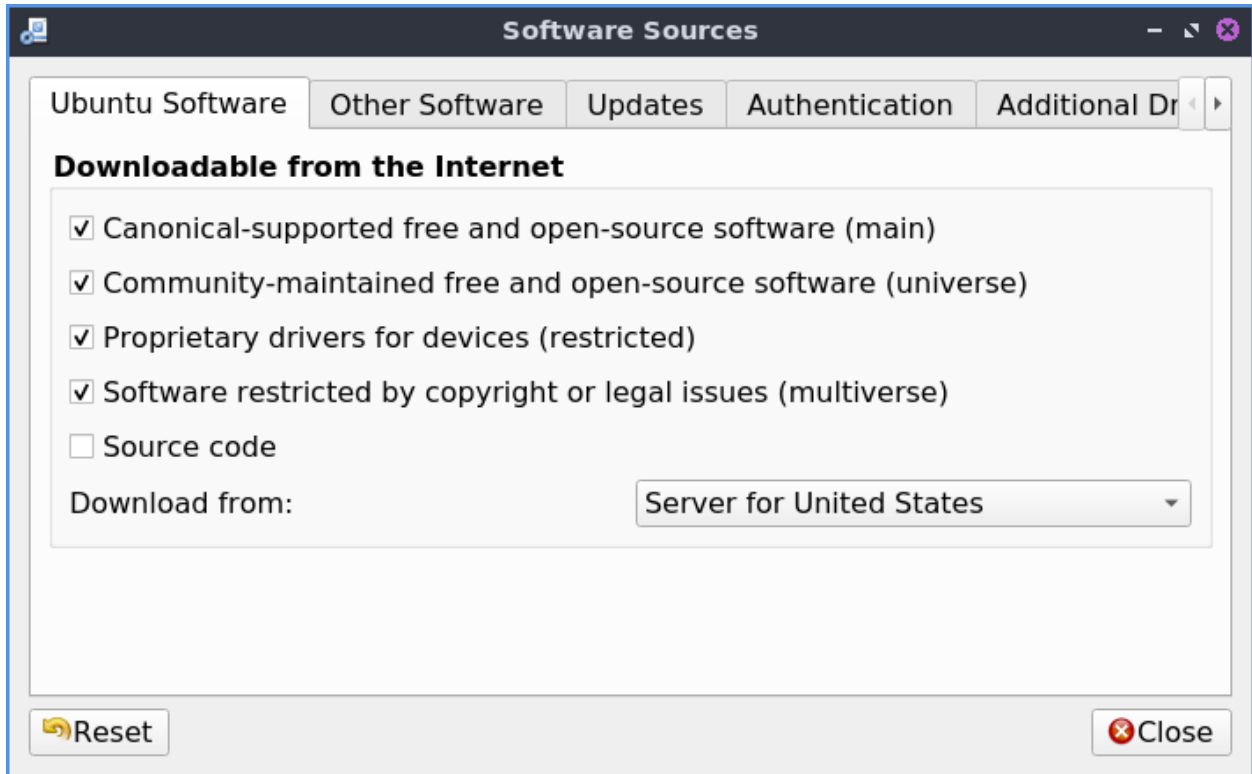 Software Sources
Ubuntu Software Other Software Updates Authentication Additional Dr
Downloadable from the Internet
Canonical-supported free and open-source software (main)
Community-maintained free and open-source software (universe)
Proprietary drivers for devices (restricted)
Software restricted by copyright or legal issues (multiverse)
Source code
Download from: Server for United States
Reset Close